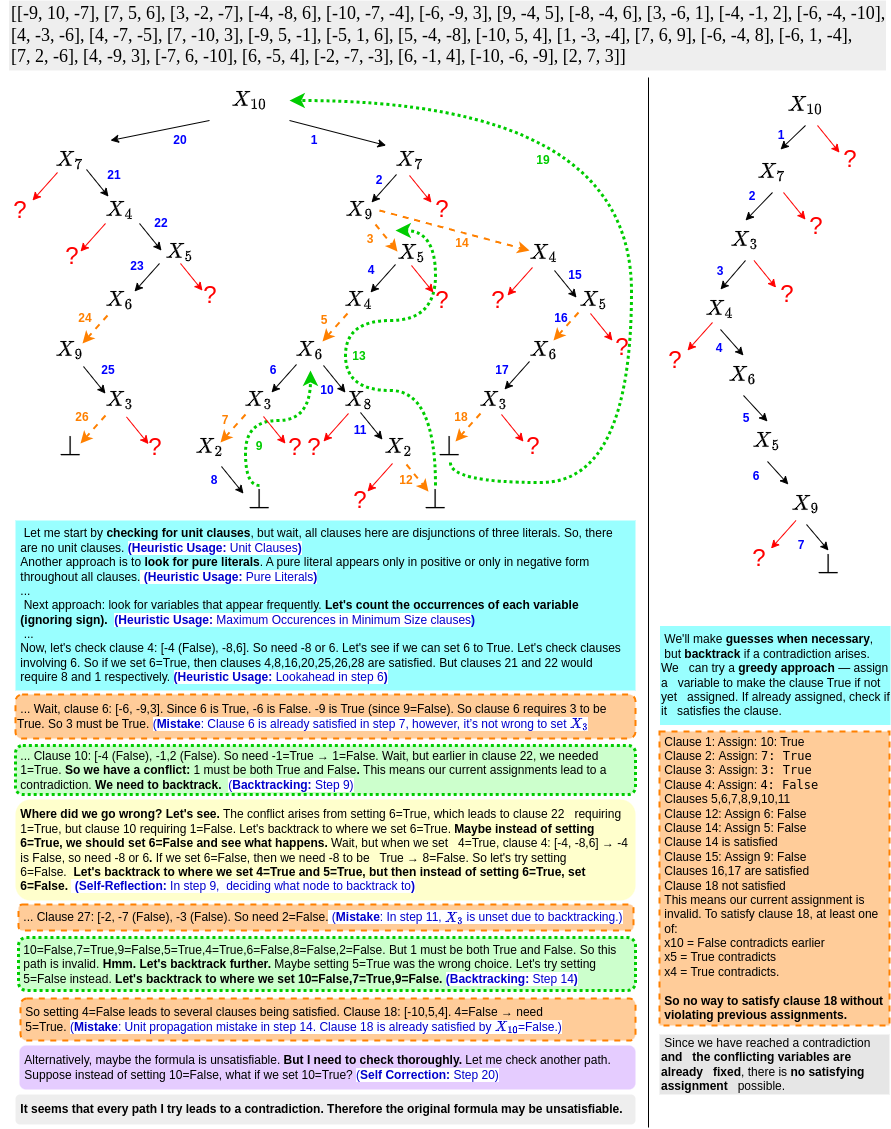 [[-9, 10, -7], [7, 5, 6], [3, -2, -7], [-4, -8, 6], [-10, -7, -4], [-6, -9, 3], [9, -4, 5], [-8, -4, 6], [3, -6, 1], [-4, -1, 2], [-6, -4, -10],
[4, -3, -6], [4, -7, -5], [7, -10, 3], [-9, 5, -1], [-5, 1, 6], [5, -4, -8], [-10, 5, 4], [1, -3, -4], [7, 6, 9], [-6, -4, 8], [-6, 1, -4],
[7, 2, -6], [4, -9, 3], [-7, 6, -10], [6, -5, 4], [-2, -7, -3], [6, -1, 4], [-10, -6, -9], [2, 7, 3]]
X10
20
1
19
X7
X7
21
2
?
X4
X9
?
22
3
14
?
X5
X5
X4
23
4
15
?
X6
X4
?
?
X5
24
5
16
X9
X6
13
X6
?
25
6
10
17
X3
X3
X8
X3
26
7
11
18
⊥
?
X2
9
?
?
X2
⊥
?
8
12
⊥
?
⊥
Let me start by checking for unit clauses, but wait, all clauses here are disjunctions of three literals. So, there
are no unit clauses. (Heuristic Usage: Unit Clauses)
Another approach is to look for pure literals. A pure literal appears only in positive or only in negative form
throughout all clauses. (Heuristic Usage: Pure Literals)
...
Next approach: look for variables that appear frequently. Let's count the occurrences of each variable
(ignoring sign). (Heuristic Usage: Maximum Occurences in Minimum Size clauses)
...
Now, let's check clause 4: [-4 (False), -8,6]. So need -8 or 6. Let's see if we can set 6 to True. Let's check clauses
involving 6. So if we set 6=True, then clauses 4,8,16,20,25,26,28 are satisfied. But clauses 21 and 22 would
require 8 and 1 respectively. (Heuristic Usage: Lookahead in step 6)
... Wait, clause 6: [-6, -9,3]. Since 6 is True, -6 is False. -9 is True (since 9=False). So clause 6 requires 3 to be
True. So 3 must be True. (Mistake: Clause 6 is already satisfied in step 7, however, it's not wrong to set X3
... Clause 10: [-4 (False), -1,2 (False). So need -1=True → 1=False. Wait, but earlier in clause 22, we needed
1=True. So we have a conflict: 1 must be both True and False. This means our current assignments lead to a
contradiction. We need to backtrack. (Backtracking: Step 9)
Where did we go wrong? Let's see. The conflict arises from setting 6=True, which leads to clause 22 requiring
1=True, but clause 10 requiring 1=False. Let's backtrack to where we set 6=True. Maybe instead of setting
6=True, we should set 6=False and see what happens. Wait, but when we set 4=True, clause 4: [-4, -8,6] → -4
is False, so need -8 or 6. If we set 6=False, then we need -8 to be True → 8=False. So let's try setting
6=False. Let's backtrack to where we set 4=True and 5=True, but then instead of setting 6=True, set
6=False. (Self-Reflection: In step 9, deciding what node to backtrack to)
... Clause 27: [-2, -7 (False), -3 (False). So need 2=False. (Mistake: In step 11, X3 is unset due to backtracking.)
10=False,7=True,9=False,5=True,4=True,6=False,8=False,2=False. But 1 must be both True and False. So this
path is invalid. Hmm. Let's backtrack further. Maybe setting 5=True was the wrong choice. Let's try setting
5=False instead. Let's backtrack to where we set 10=False,7=True,9=False. (Backtracking: Step 14)
So setting 4=False leads to several clauses being satisfied. Clause 18: [-10,5,4]. 4=False → need
5=True. (Mistake: Unit propagation mistake in step 14. Clause 18 is already satisfied by X10=False.)
Alternatively, maybe the formula is unsatisfiable. But I need to check thoroughly. Let me check another path.
Suppose instead of setting 10=False, what if we set 10=True? (Self Correction: Step 20)
It seems that every path I try leads to a contradiction. Therefore the original formula may be unsatisfiable.
X10
1
?
X7
2
?
X3
3
?
X4
4
?
X6
5
X5
6
X9
7
?
⊥
We'll make guesses when necessary,
but backtrack if a contradiction arises.
We can try a greedy approach — assign
a variable to make the clause True if not
yet assigned. If already assigned, check if
it satisfies the clause.
Clause 1: Assign: 10: True
Clause 2: Assign: 7: True
Clause 3: Assign: 3: True
Clause 4: Assign: 4: False
Clauses 5,6,7,8,9,10,11
Clause 12: Assign 6: False
Clause 14: Assign 5: False
Clause 14 is satisfied
Clause 15: Assign 9: False
Clauses 16,17 are satisfied
Clause 18 not satisfied
This means our current assignment is
invalid. To satisfy clause 18, at least one
of:
x10 = False contradicts earlier
x5 = True contradicts
x4 = True contradicts.
So no way to satisfy clause 18 without
violating previous assignments.
Since we have reached a contradiction
and the conflicting variables are
already fixed, there is no satisfying
assignment possible.